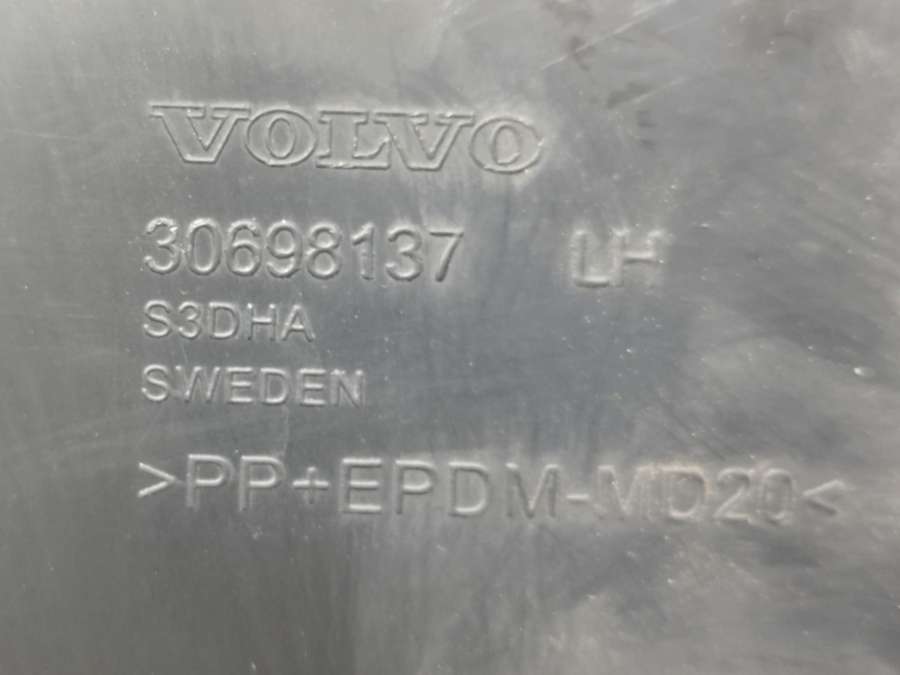 VOLVO
30698137 LH
S3DHA
SWEDEN
>PP+EPDM-MD20<